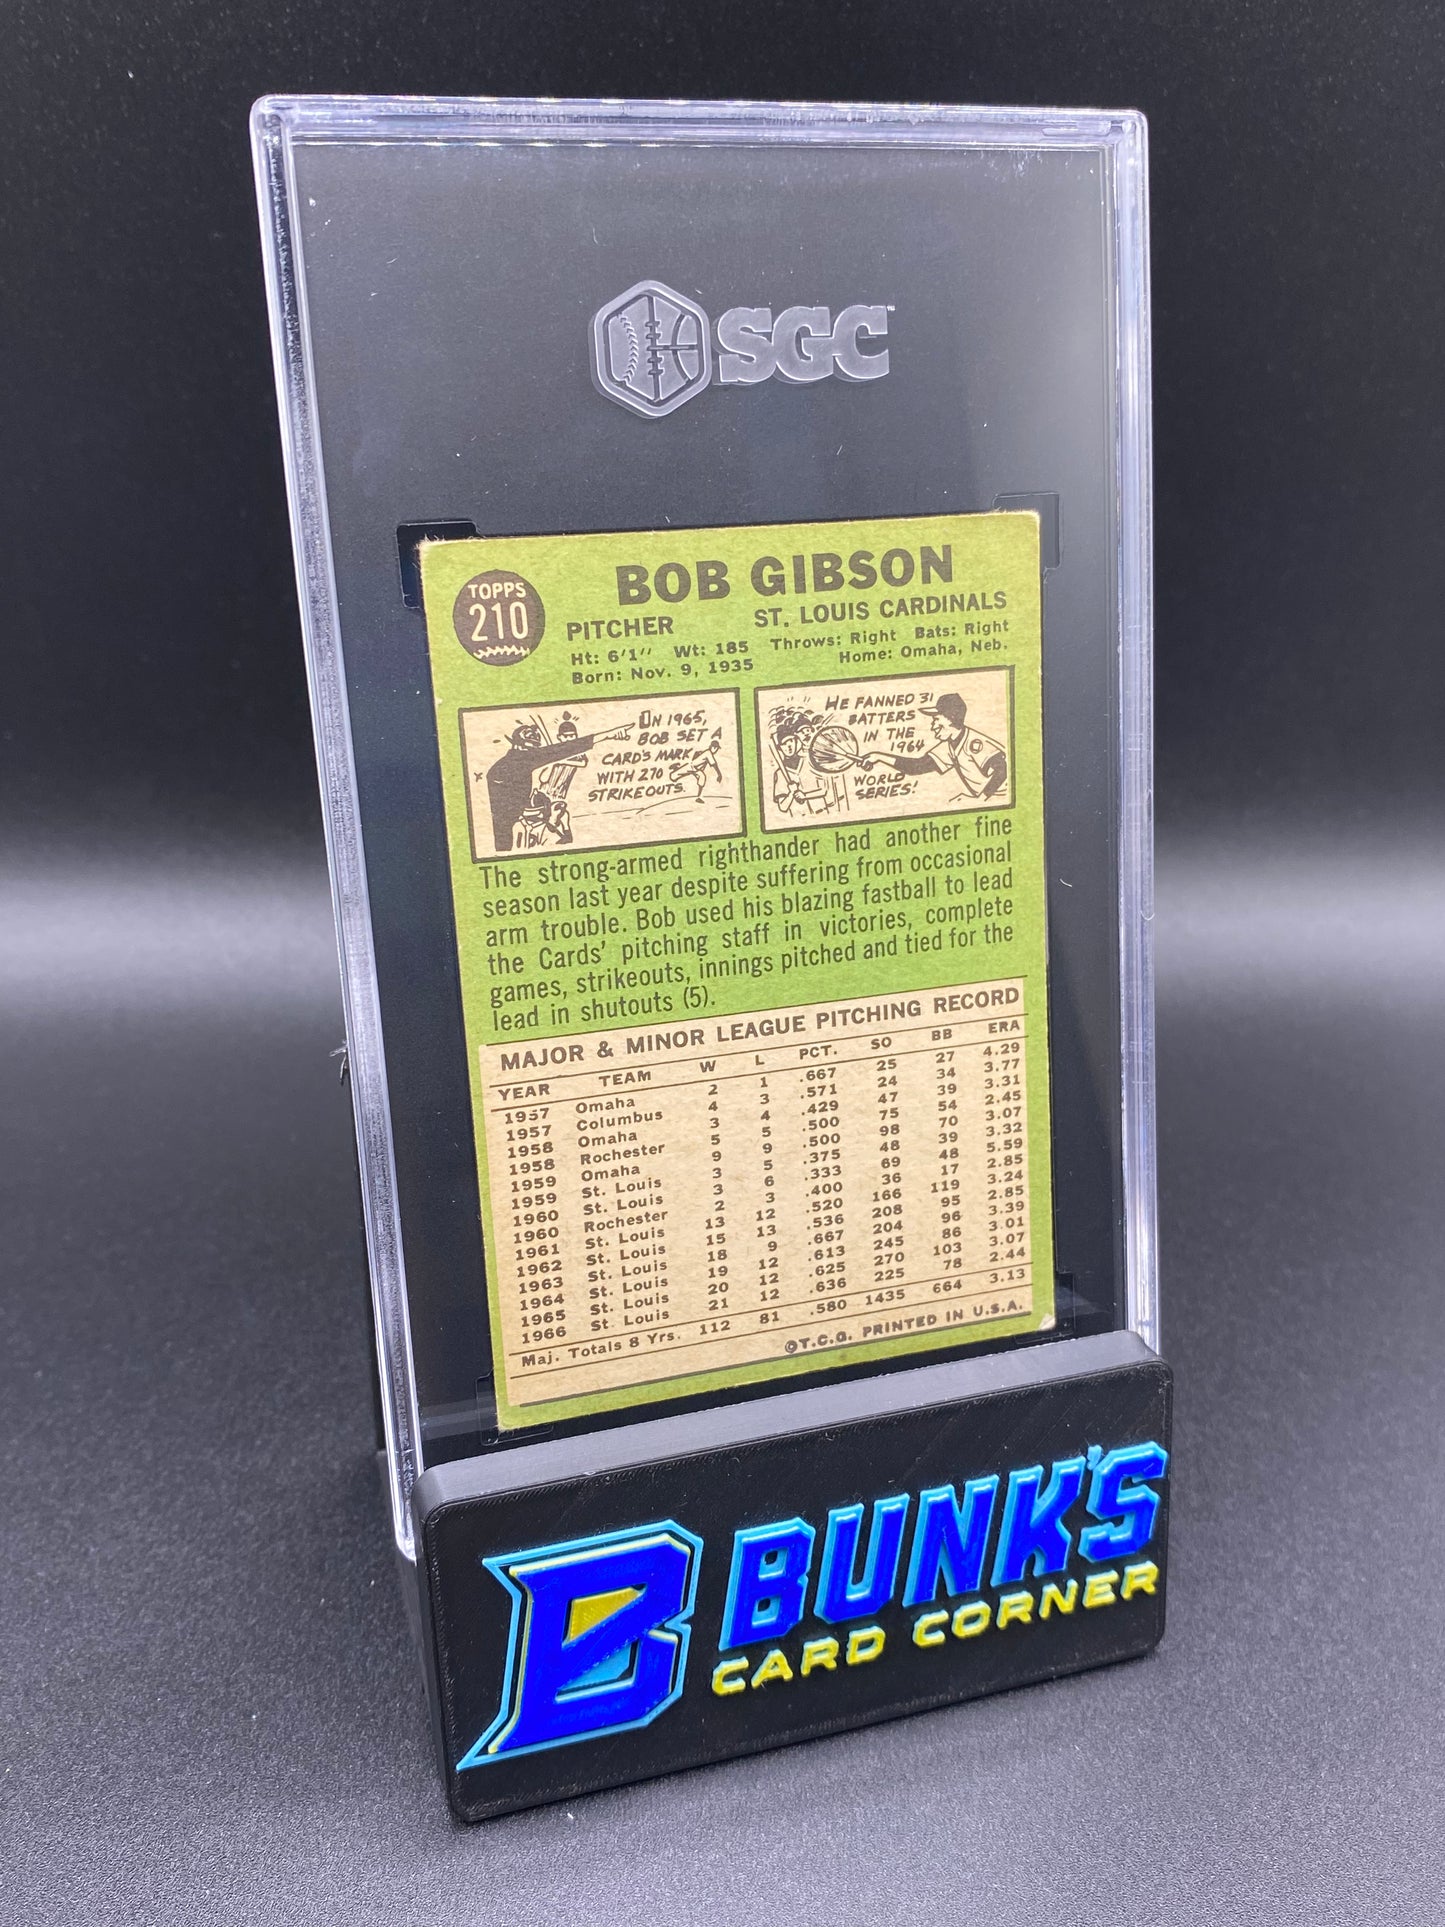 SGC
TOPPS
210
BOB GIBSON
PITCHER ST. LOUIS CARDINALS
Ht: 6'1" Wt: 185 Throws: Right Bats: Right
Born: Nov. 9, 1935 Home: Omaha, Neb.
IN 1965,
BOB SET A
CARDS MARK
WITH 270
STRIKEOUTS.
HE FANNED 31
BATTERS
IN THE
1964
WORLD
SERIES!
The strong-armed righthander had another fine
season last year despite suffering from occasional
arm trouble. Bob used his blazing fastball to lead
the Cards' pitching staff in victories, complete
games, strikeouts, innings pitched and tied for the
lead in shutouts (5).
MAJOR & MINOR LEAGUE PITCHING RECORD
YEAR TEAM W L PCT. SO BB ERA
1957 Omaha 2 1 .667 25 27 4.29
1957 Columbus 4 3 .571 24 34 3.77
1958 Omaha 3 4 .429 47 39 3.31
1958 Rochester 5 5 .500 75 54 2.45
1959 Omaha 9 9 .500 98 70 3.07
1959 St. Louis 3 5 .375 48 39 3.32
1960 St. Louis 3 6 .333 69 48 5.59
1960 Rochester 2 3 .400 36 17 2.85
1961 St. Louis 13 12 .520 166 119 3.24
1962 St. Louis 15 13 .536 208 95 2.85
1963 St. Louis 18 9 .667 204 96 3.39
1964 St. Louis 19 12 .613 245 86 3.01
1965 St. Louis 20 12 .625 270 103 3.07
1966 St. Louis 21 12 .636 225 78 2.44
Maj. Totals 8 Yrs. 112 81 .580 1435 664 3.13
©T.C.G. PRINTED IN U.S.A.
B BUNK'S
CARD CORNER